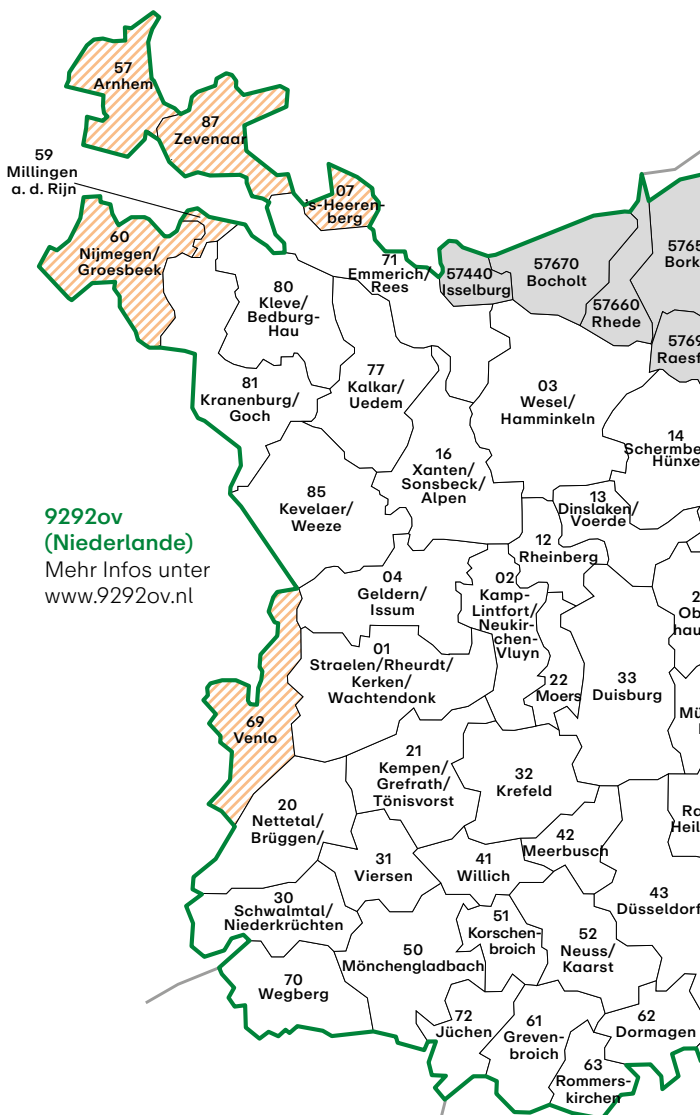 57
Arnhem
87
Zevenaar
59
Millingen
a. d. Rijn
07
's-Heeren-
berg
60
Nijmegen/
Groesbeek
71
Emmerich/
Rees
57440
Isselburg
57670
Bocholt
57660
Rhede
80
Kleve/
Bedburg-
Hau
77
Kalkar/
Uedem
81
Kranenburg/
Goch
03
Wesel/
Hamminkeln
14
16
Xanten/
Sonsbeck/
Alpen
85
Kevelaer/
Weeze
13
Dinslaken/
Voerde
12
Rheinberg
9292ov
(Niederlande)
Mehr Infos unter
www.9292ov.nl
04
Geldern/
Issum
02
Kamp-
Lintfort/
Neukir-
chen-
Vluyn
01
Straelen/Rheurdt/
Kerken/
Wachtendonk
22
Moers
33
Duisburg
69
Venlo
21
Kempen/
Grefrath/
Tönisvorst
32
Krefeld
20
Nettetal/
Brüggen/
42
Meerbusch
31
Viersen
41
Willich
43
Düsseldorf
30
Schwalmtal/
Niederkrüchten
51
Korschen-
broich
52
Neuss/
Kaarst
50
Mönchengladbach
70
Wegberg
72
Jüchen
61
Greven-
broich
62
Dormagen
63
Rommers-
kirchen